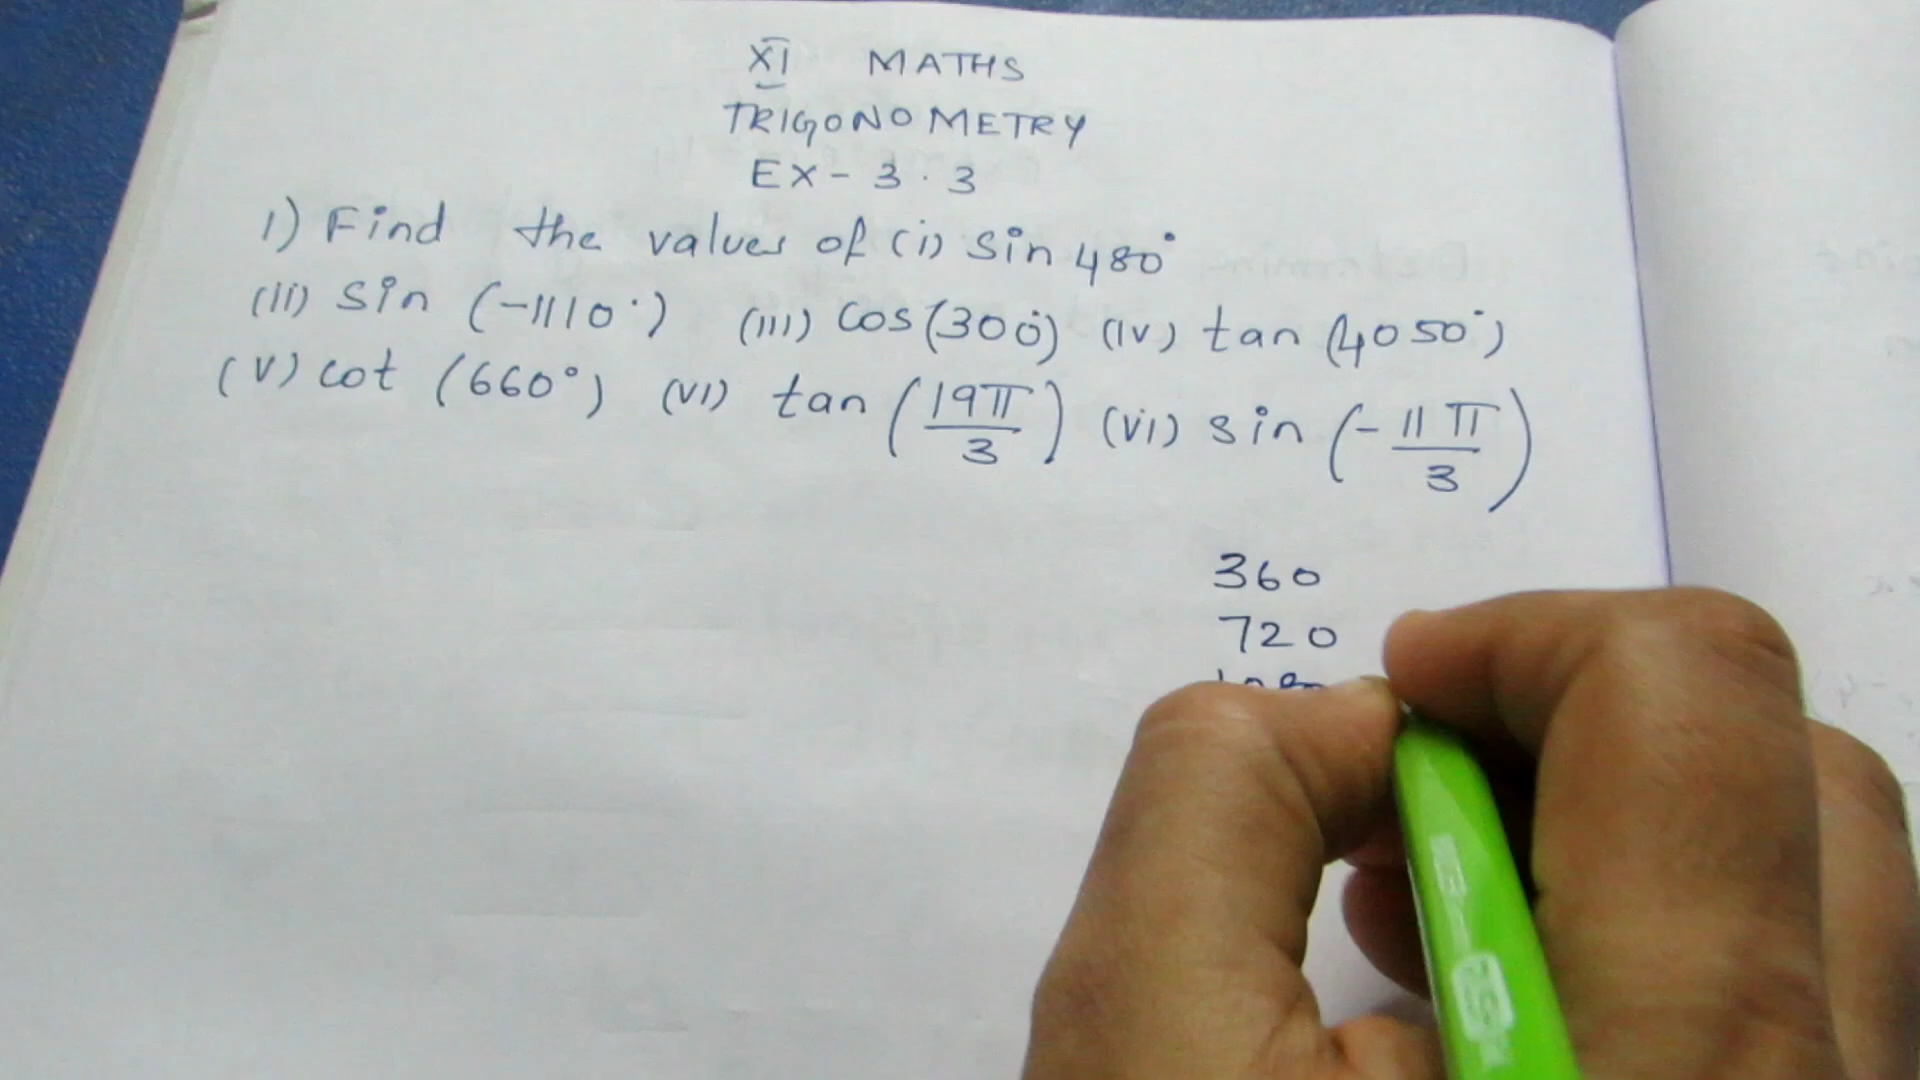 XI MATHS
TRIGONOMETRY
EX - 3.3
1) Find the values of (i) sin 480°
(ii) sin (-1110°) (iii) cos(300°) (iv) tan (4050°)
(v) cot (660°) (vi) tan (19π/3) (vi) sin (-11π/3)
360
720